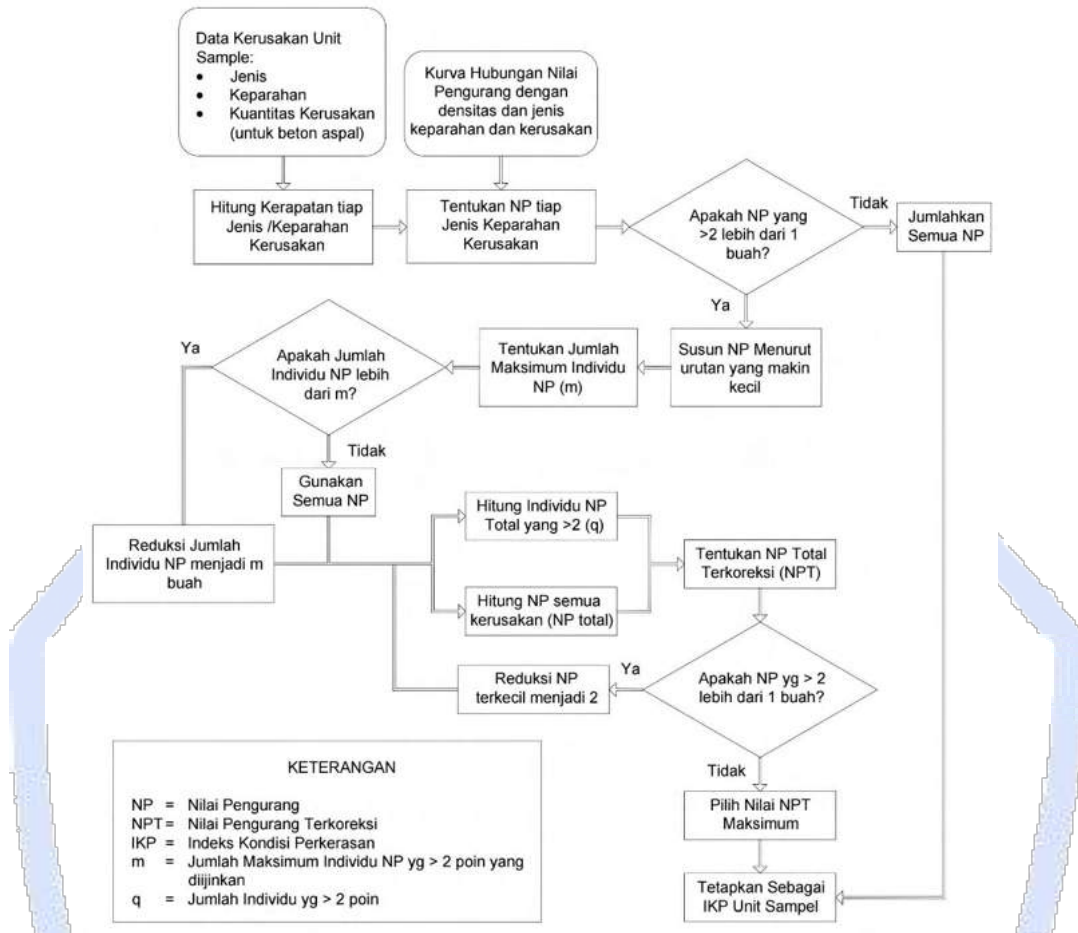 Data Kerusakan Unit
Sample:
• Jenis
• Keparahan
• Kuantitas Kerusakan
(untuk beton aspal)
Kurva Hubungan Nilai
Pengurang dengan
densitas dan jenis
keparahan dan kerusakan
Hitung Kerapatan tiap
Jenis /Keparahan
Kerusakan
Tentukan NP tiap
Jenis Keparahan
Kerusakan
Apakah NP yang
>2 lebih dari 1
buah?
Tidak
Jumlahkan
Semua NP
Ya
Susun NP Menurut
urutan yang makin
kecil
Tentukan Jumlah
Maksimum Individu
NP (m)
Apakah Jumlah
Individu NP lebih
dari m?
Ya
Tidak
Gunakan
Semua NP
Reduksi Jumlah
Individu NP menjadi m
buah
Hitung Individu NP
Total yang >2 (q)
Hitung NP semua
kerusakan (NP total)
Tentukan NP Total
Terkoreksi (NPT)
Apakah NP yg > 2
lebih dari 1 buah?
Ya
Reduksi NP
terkecil menjadi 2
Tidak
Pilih Nilai NPT
Maksimum
Tetapkan Sebagai
IKP Unit Sampel
KETERANGAN
NP = Nilai Pengurang
NPT = Nilai Pengurang Terkoreksi
IKP = Indeks Kondisi Perkerasan
m = Jumlah Maksimum Individu NP yg > 2 poin yang
diijinkan
q = Jumlah Individu yg > 2 poin